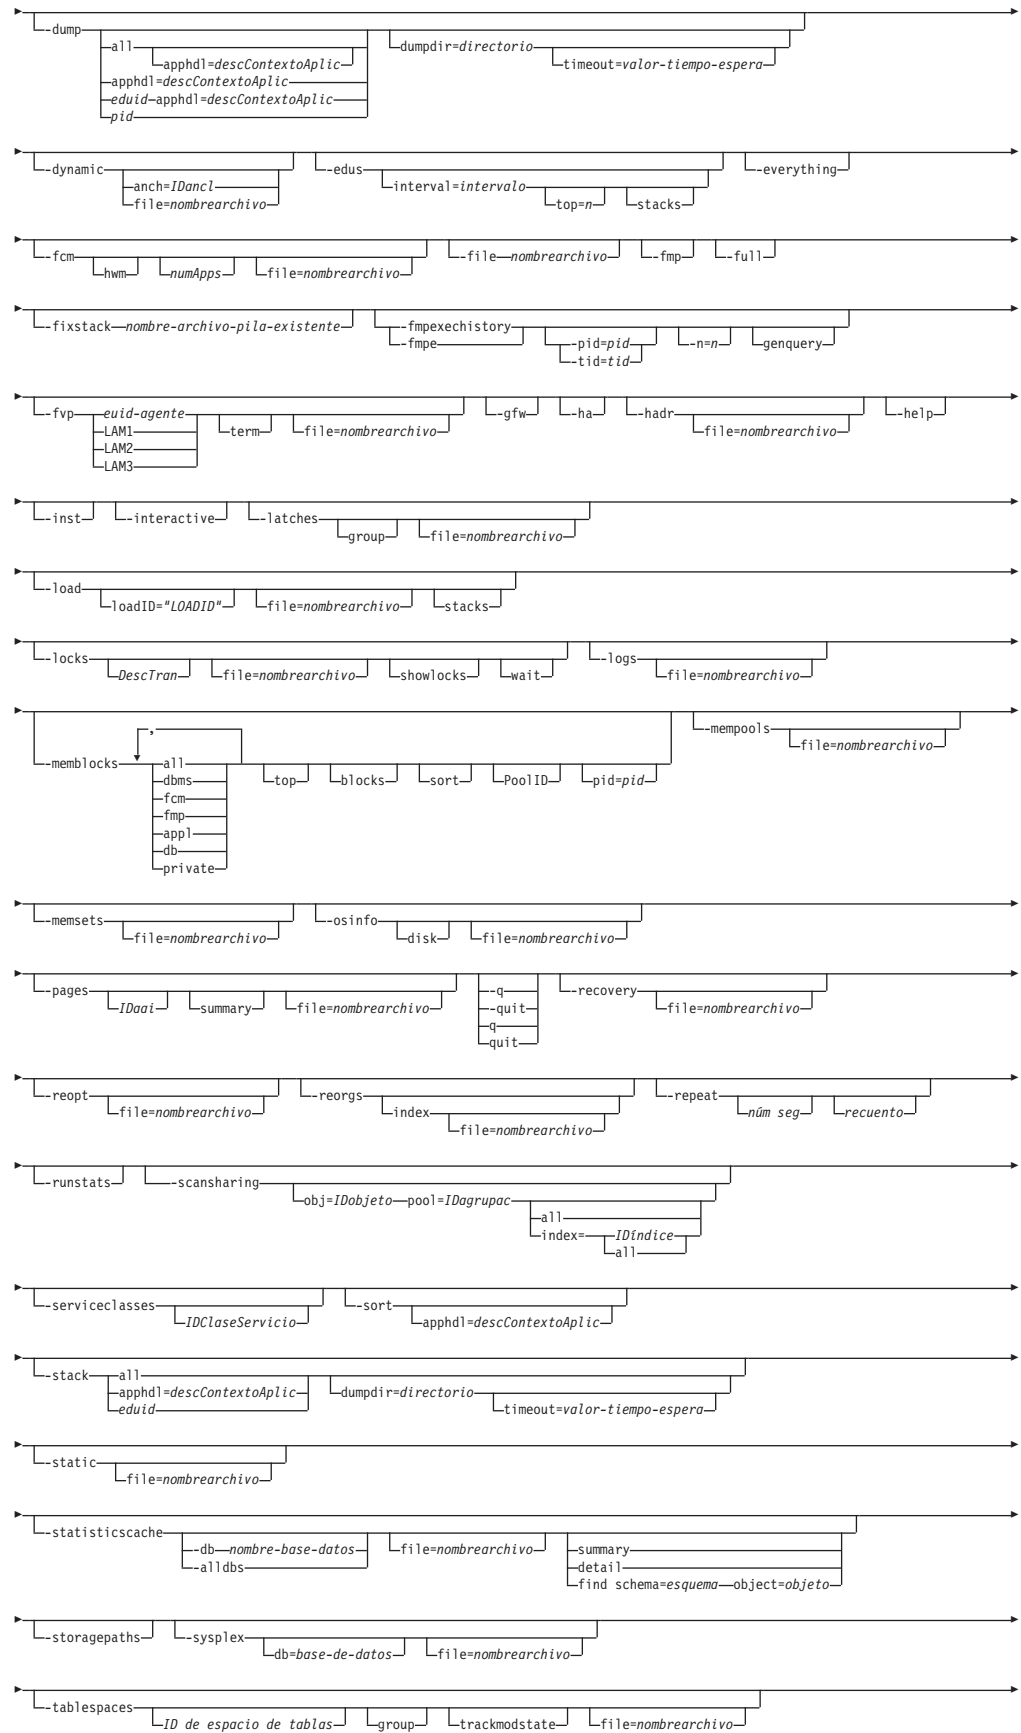 -dump
all
apphdl=descContextoAplic
apphdl=descContextoAplic
eduid apphdl=descContextoAplic
pid
dumpdir=directorio
timeout=valor-tiempo-espera
-dynamic
anch=IDancl
file=nombrearchivo
-edus
interval=intervalo
top=n
stacks
-everything
-fcm
hwm
numApps
file=nombrearchivo
-file nombrearchivo
-fmp
-full
-fixstack nombre-archivo-pila-existente
-fmpexechistory
-fmpe
-pid=pid
-tid=tid
-n=n
genquery
-fvp
euid-agente
LAM1
LAM2
LAM3
term
file=nombrearchivo
-gfw
-ha
-hadr
file=nombrearchivo
-help
-inst
-interactive
-latches
group
file=nombrearchivo
-load
loadID="LOADID"
file=nombrearchivo
stacks
-locks
DescTran
file=nombrearchivo
showlocks
wait
-logs
file=nombrearchivo
-memblocks
,
all
dbms
fcm
fmp
appl
db
private
top
blocks
sort
PoolID
pid=pid
-mempools
file=nombrearchivo
-memsets
file=nombrearchivo
-osinfo
disk
file=nombrearchivo
-pages
IDaai
summary
file=nombrearchivo
-q
-quit
q
quit
-recovery
file=nombrearchivo
-reopt
file=nombrearchivo
-reorgs
index
file=nombrearchivo
-repeat
núm seg
recuento
-runstats
-scansharing
obj=IDobjeto pool=IDagrupac
all
index= IDíndice
all
-serviceclasses
IDClaseServicio
-sort
apphdl=descContextoAplic
-stack
all
apphdl=descContextoAplic
eduid
dumpdir=directorio
timeout=valor-tiempo-espera
-static
file=nombrearchivo
-statisticscache
-db nombre-base-datos
-alldbs
file=nombrearchivo
summary
detail
find schema=esquema object=objeto
-storagepaths
-sysplex
db=base-de-datos
file=nombrearchivo
-tablespaces
ID de espacio de tablas
group
trackmodstate
file=nombrearchivo